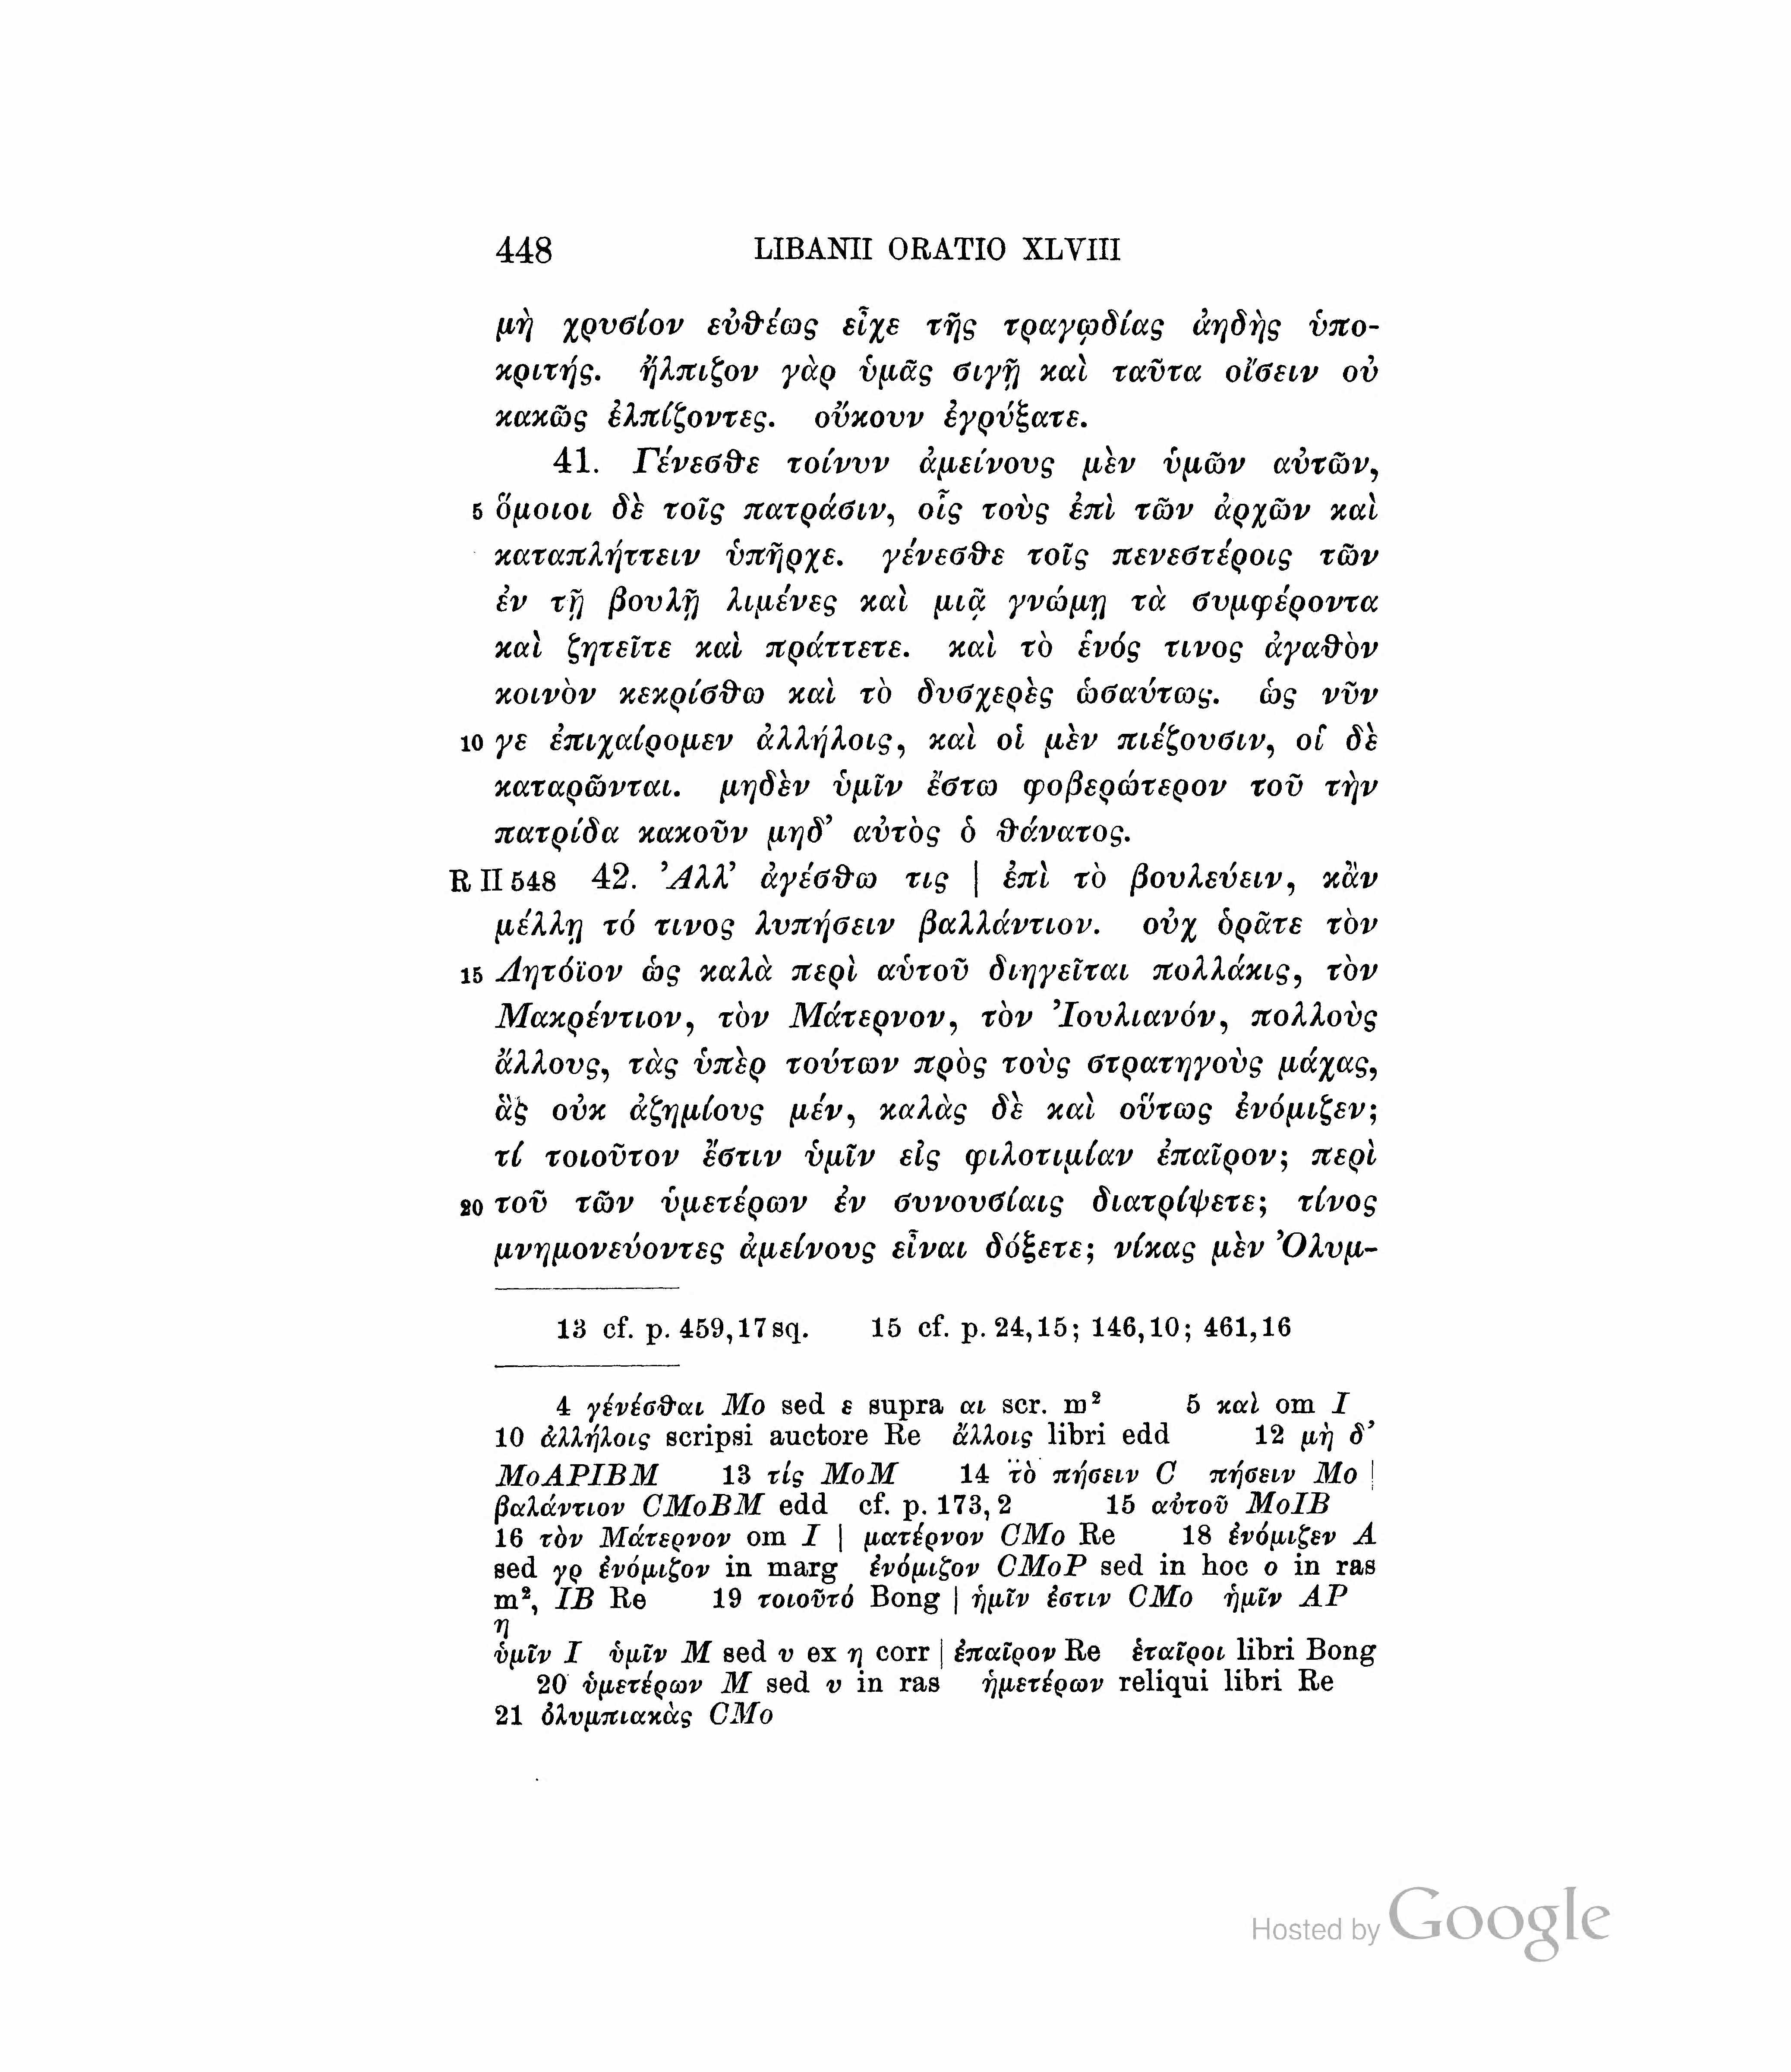 448 LIBANII ORATIO XLVIII
μὴ χρυσίον εὐθέως εἶχε τῆς τραγῳδίας ἀηδὴς ὑπο-
κριτής. ἤλπιζον γὰρ ὑμᾶς σιγῇ καὶ ταῦτα οἴσειν οὐ
κακῶς ἐλπίζοντες. οὔκουν ἐγρύξατε.
41. Γένεσθε τοίνυν ἀμείνους μὲν ὑμῶν αὐτῶν,
5 ὅμοιοι δὲ τοῖς πατράσιν, οἷς τοὺς ἐπὶ τῶν ἀρχῶν καὶ
καταπλήττειν ὑπῆρχε. γένεσθε τοῖς πενεστέροις τῶν
ἐν τῇ βουλῇ λιμένες καὶ μιᾷ γνώμῃ τὰ συμφέροντα
καὶ ζητεῖτε καὶ πράττετε. καὶ τὸ ἑνός τινος ἀγαθὸν
κοινὸν κεκρίσθω καὶ τὸ δυσχερὲς ὡσαύτως. ὡς νῦν
10 γε ἐπιχαίρομεν ἀλλήλοις, καὶ οἱ μὲν πιέζουσιν, οἱ δὲ
καταρῶνται. μηδὲν ὑμῖν ἔστω φοβερώτερον τοῦ τὴν
πατρίδα κακοῦν μηδ’ αὐτὸς ὁ θάνατος.
R II 548 42. Ἀλλ’ ἀγέσθω τις | ἐπὶ τὸ βουλεύειν, κἂν
μέλλῃ τό τινος λυπήσειν βαλλάντιον. οὐχ ὁρᾶτε τὸν
15 Λητόϊον ὡς καλὰ περὶ αὑτοῦ διηγεῖται πολλάκις, τὸν
Μακρέντιον, τὸν Μάτερνον, τὸν Ἰουλιανόν, πολλοὺς
ἄλλους, τὰς ὑπὲρ τούτων πρὸς τοὺς στρατηγοὺς μάχας,
ἃς οὐκ ἀζημίους μέν, καλὰς δὲ καὶ οὕτως ἐνόμιζεν;
τί τοιοῦτον ἔστιν ὑμῖν εἰς φιλοτιμίαν ἐπαῖρον; περὶ
20 τοῦ τῶν ὑμετέρων ἐν συνουσίαις διατρίψετε; τίνος
μνημονεύοντες ἀμείνους εἶναι δόξετε; νίκας μὲν Ὀλυμ-
13 cf. p. 459,17 sq. 15 cf. p. 24,15; 146,10; 461,16
4 γένέσθαι Mo sed ε supra αι scr. m² 5 καὶ om I
10 ἀλλήλοις scripsi auctore Re ἄλλοις libri edd 12 μὴ δ’
MoAPIBM 13 τίς MoM 14 τὸ πήσειν C πήσειν Mo |
βαλάντιον CMoBM edd cf. p. 173, 2 15 αὐτοῦ MoIB
16 τὸν Μάτερνον om I | ματέρνον CMo Re 18 ἐνόμιζεν A
sed γρ ἐνόμιζον in marg ἐνόμιζον CMoP sed in hoc ο in ras
m², IB Re 19 τοιοῦτό Bong | ἡμῖν ἐστιν CMo ἡμῖν AP
η
ὑμῖν I ὑμῖν M sed υ ex η corr | ἐπαῖρον Re ἑταῖροι libri Bong
20 ὑμετέρων M sed υ in ras ἡμετέρων reliqui libri Re
21 ὀλυμπιακὰς CMo
Hosted by Google